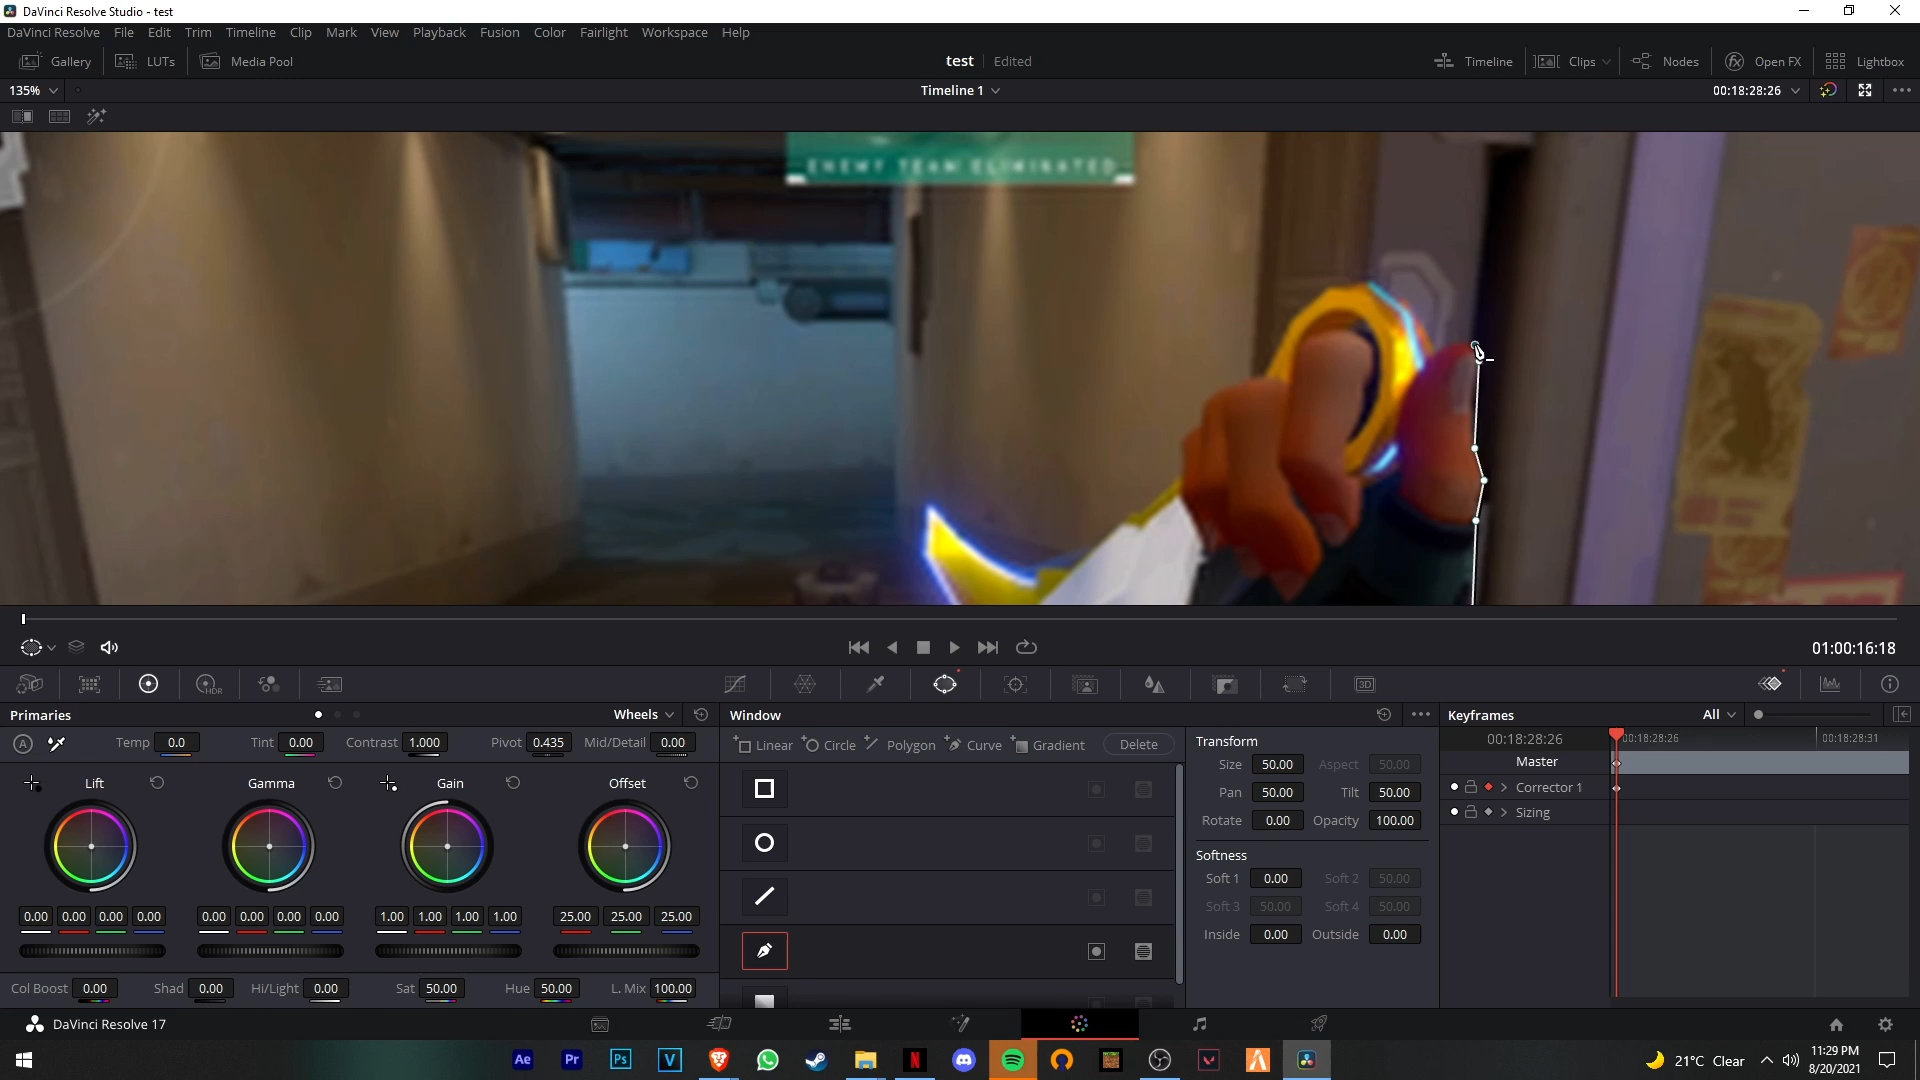 DaVinci Resolve Studio - test
DaVinci Resolve File Edit Trim Timeline Clip Mark View Playback Fusion Color Fairlight Workspace Help
Gallery LUTs Media Pool test Edited Timeline Clips Nodes Open FX Lightbox
135% Timeline 1 00:18:28:26
ENEMY TEAM ELIMINATED
01:00:16:18
HDR 3D
Primaries Wheels Window Keyframes All
A Temp 0.0 Tint 0.00 Contrast 1.000 Pivot 0.435 Mid/Detail 0.00
Linear Circle Polygon Curve Gradient Delete
Transform
00:18:28:26 00:18:28:26 00:18:28:31
Size 50.00 Aspect 50.00
Master
Lift Gamma Gain Offset
Pan 50.00 Tilt 50.00
Corrector 1
Rotate 0.00 Opacity 100.00
Sizing
Softness
Soft 1 0.00 Soft 2 50.00
Soft 3 50.00 Soft 4 50.00
0.00 0.00 0.00 0.00 0.00 0.00 0.00 0.00 1.00 1.00 1.00 1.00 25.00 25.00 25.00
Inside 0.00 Outside 0.00
Col Boost 0.00 Shad 0.00 Hi/Light 0.00 Sat 50.00 Hue 50.00 L. Mix 100.00
DaVinci Resolve 17
Ae Pr Ps V N
21°C Clear
11:29 PM
8/20/2021